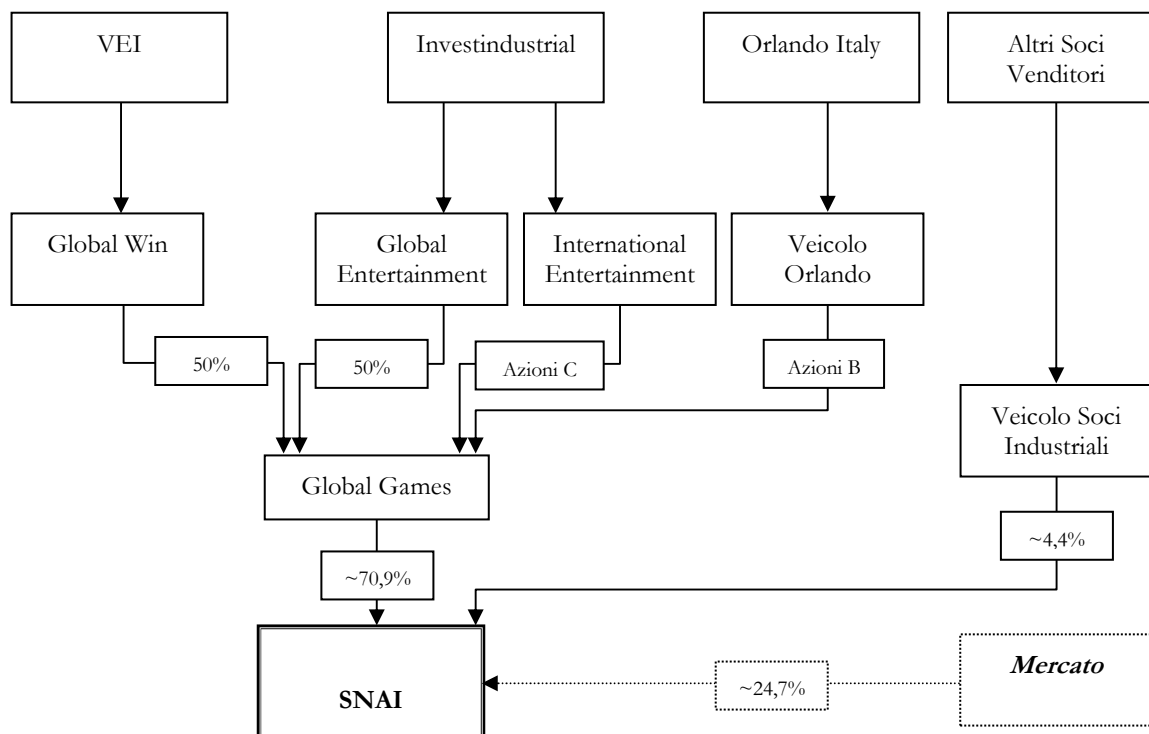 VEI
Investindustrial
Orlando Italy
Altri Soci
Venditori
Global Win
Global
Entertainment
International
Entertainment
Veicolo
Orlando
50%
50%
Azioni C
Azioni B
Veicolo Soci
Industriali
Global Games
~4,4%
~70,9%
Mercato
~24,7%
SNAI